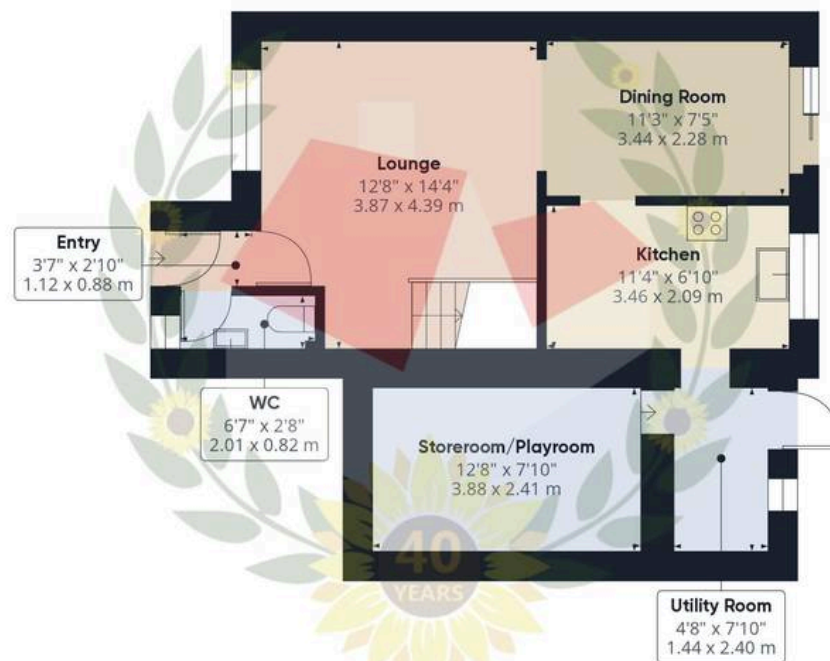 Dining Room
11'3" x 7'5"
3.44 x 2.28 m
Lounge
12'8" x 14'4"
3.87 x 4.39 m
Entry
3'7" x 2'10"
1.12 x 0.88 m
Kitchen
11'4" x 6'10"
3.46 x 2.09 m
WC
6'7" x 2'8"
2.01 x 0.82 m
Storeroom/Playroom
12'8" x 7'10"
3.88 x 2.41 m
40
YEARS
Utility Room
4'8" x 7'10"
1.44 x 2.40 m